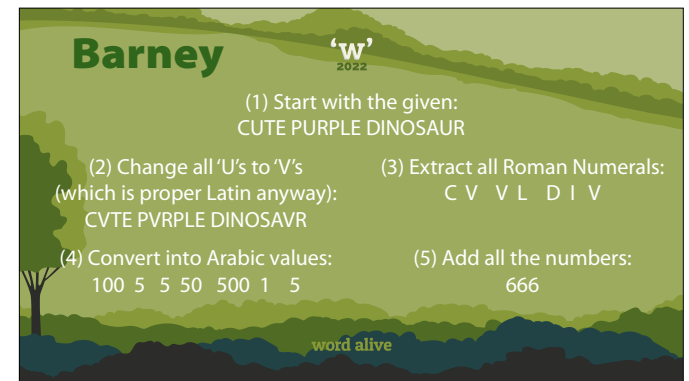 Barney
‘w’
2022
(1) Start with the given:
CUTE PURPLE DINOSAUR
(2) Change all ‘U’s to ‘V’s
(which is proper Latin anyway):
CVTE PVRPLE DINOSAVR
(3) Extract all Roman Numerals:
C V V L D I V
(4) Convert into Arabic values:
100 5 5 50 500 1 5
(5) Add all the numbers:
666
word alive